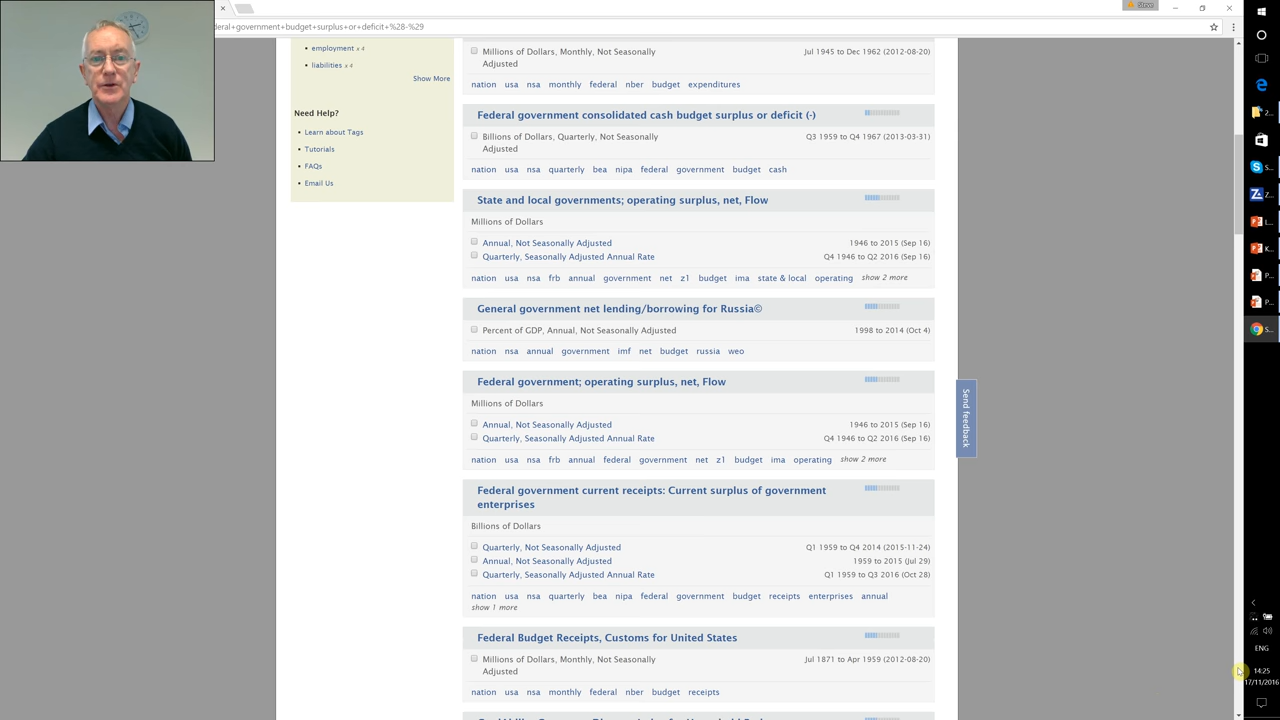 Steve
deral+government+budget+surplus+or+deficit+%28-%29
employment x 4
liabilities x 4
Show More
Need Help?
Learn about Tags
Tutorials
FAQs
Email Us
Millions of Dollars, Monthly, Not Seasonally Adjusted Jul 1945 to Dec 1962 (2012-08-20)
nation usa nsa monthly federal nber budget expenditures
Federal government consolidated cash budget surplus or deficit (-)
Billions of Dollars, Quarterly, Not Seasonally Adjusted Q3 1959 to Q4 1967 (2013-03-31)
nation usa nsa quarterly bea nipa federal government budget cash
State and local governments; operating surplus, net, Flow
Millions of Dollars
Annual, Not Seasonally Adjusted 1946 to 2015 (Sep 16)
Quarterly, Seasonally Adjusted Annual Rate Q4 1946 to Q2 2016 (Sep 16)
nation usa nsa frb annual government net z1 budget ima state & local operating show 2 more
General government net lending/borrowing for Russia©
Percent of GDP, Annual, Not Seasonally Adjusted 1998 to 2014 (Oct 4)
nation nsa annual government imf net budget russia weo
Federal government; operating surplus, net, Flow
Millions of Dollars
Annual, Not Seasonally Adjusted 1946 to 2015 (Sep 16)
Quarterly, Seasonally Adjusted Annual Rate Q4 1946 to Q2 2016 (Sep 16)
nation usa nsa frb annual federal government net z1 budget ima operating show 2 more
Federal government current receipts: Current surplus of government
enterprises
Billions of Dollars
Quarterly, Not Seasonally Adjusted Q1 1959 to Q4 2014 (2015-11-24)
Annual, Not Seasonally Adjusted 1959 to 2015 (Jul 29)
Quarterly, Seasonally Adjusted Annual Rate Q1 1959 to Q3 2016 (Oct 28)
nation usa nsa quarterly bea nipa federal government budget receipts enterprises annual
show 1 more
Federal Budget Receipts, Customs for United States
Millions of Dollars, Monthly, Not Seasonally Adjusted Jul 1871 to Apr 1959 (2012-08-20)
nation usa nsa monthly federal nber budget receipts
Send feedback
2...
S...
Z...
L...
K...
P...
P...
S...
ENG
14:25
17/11/2016